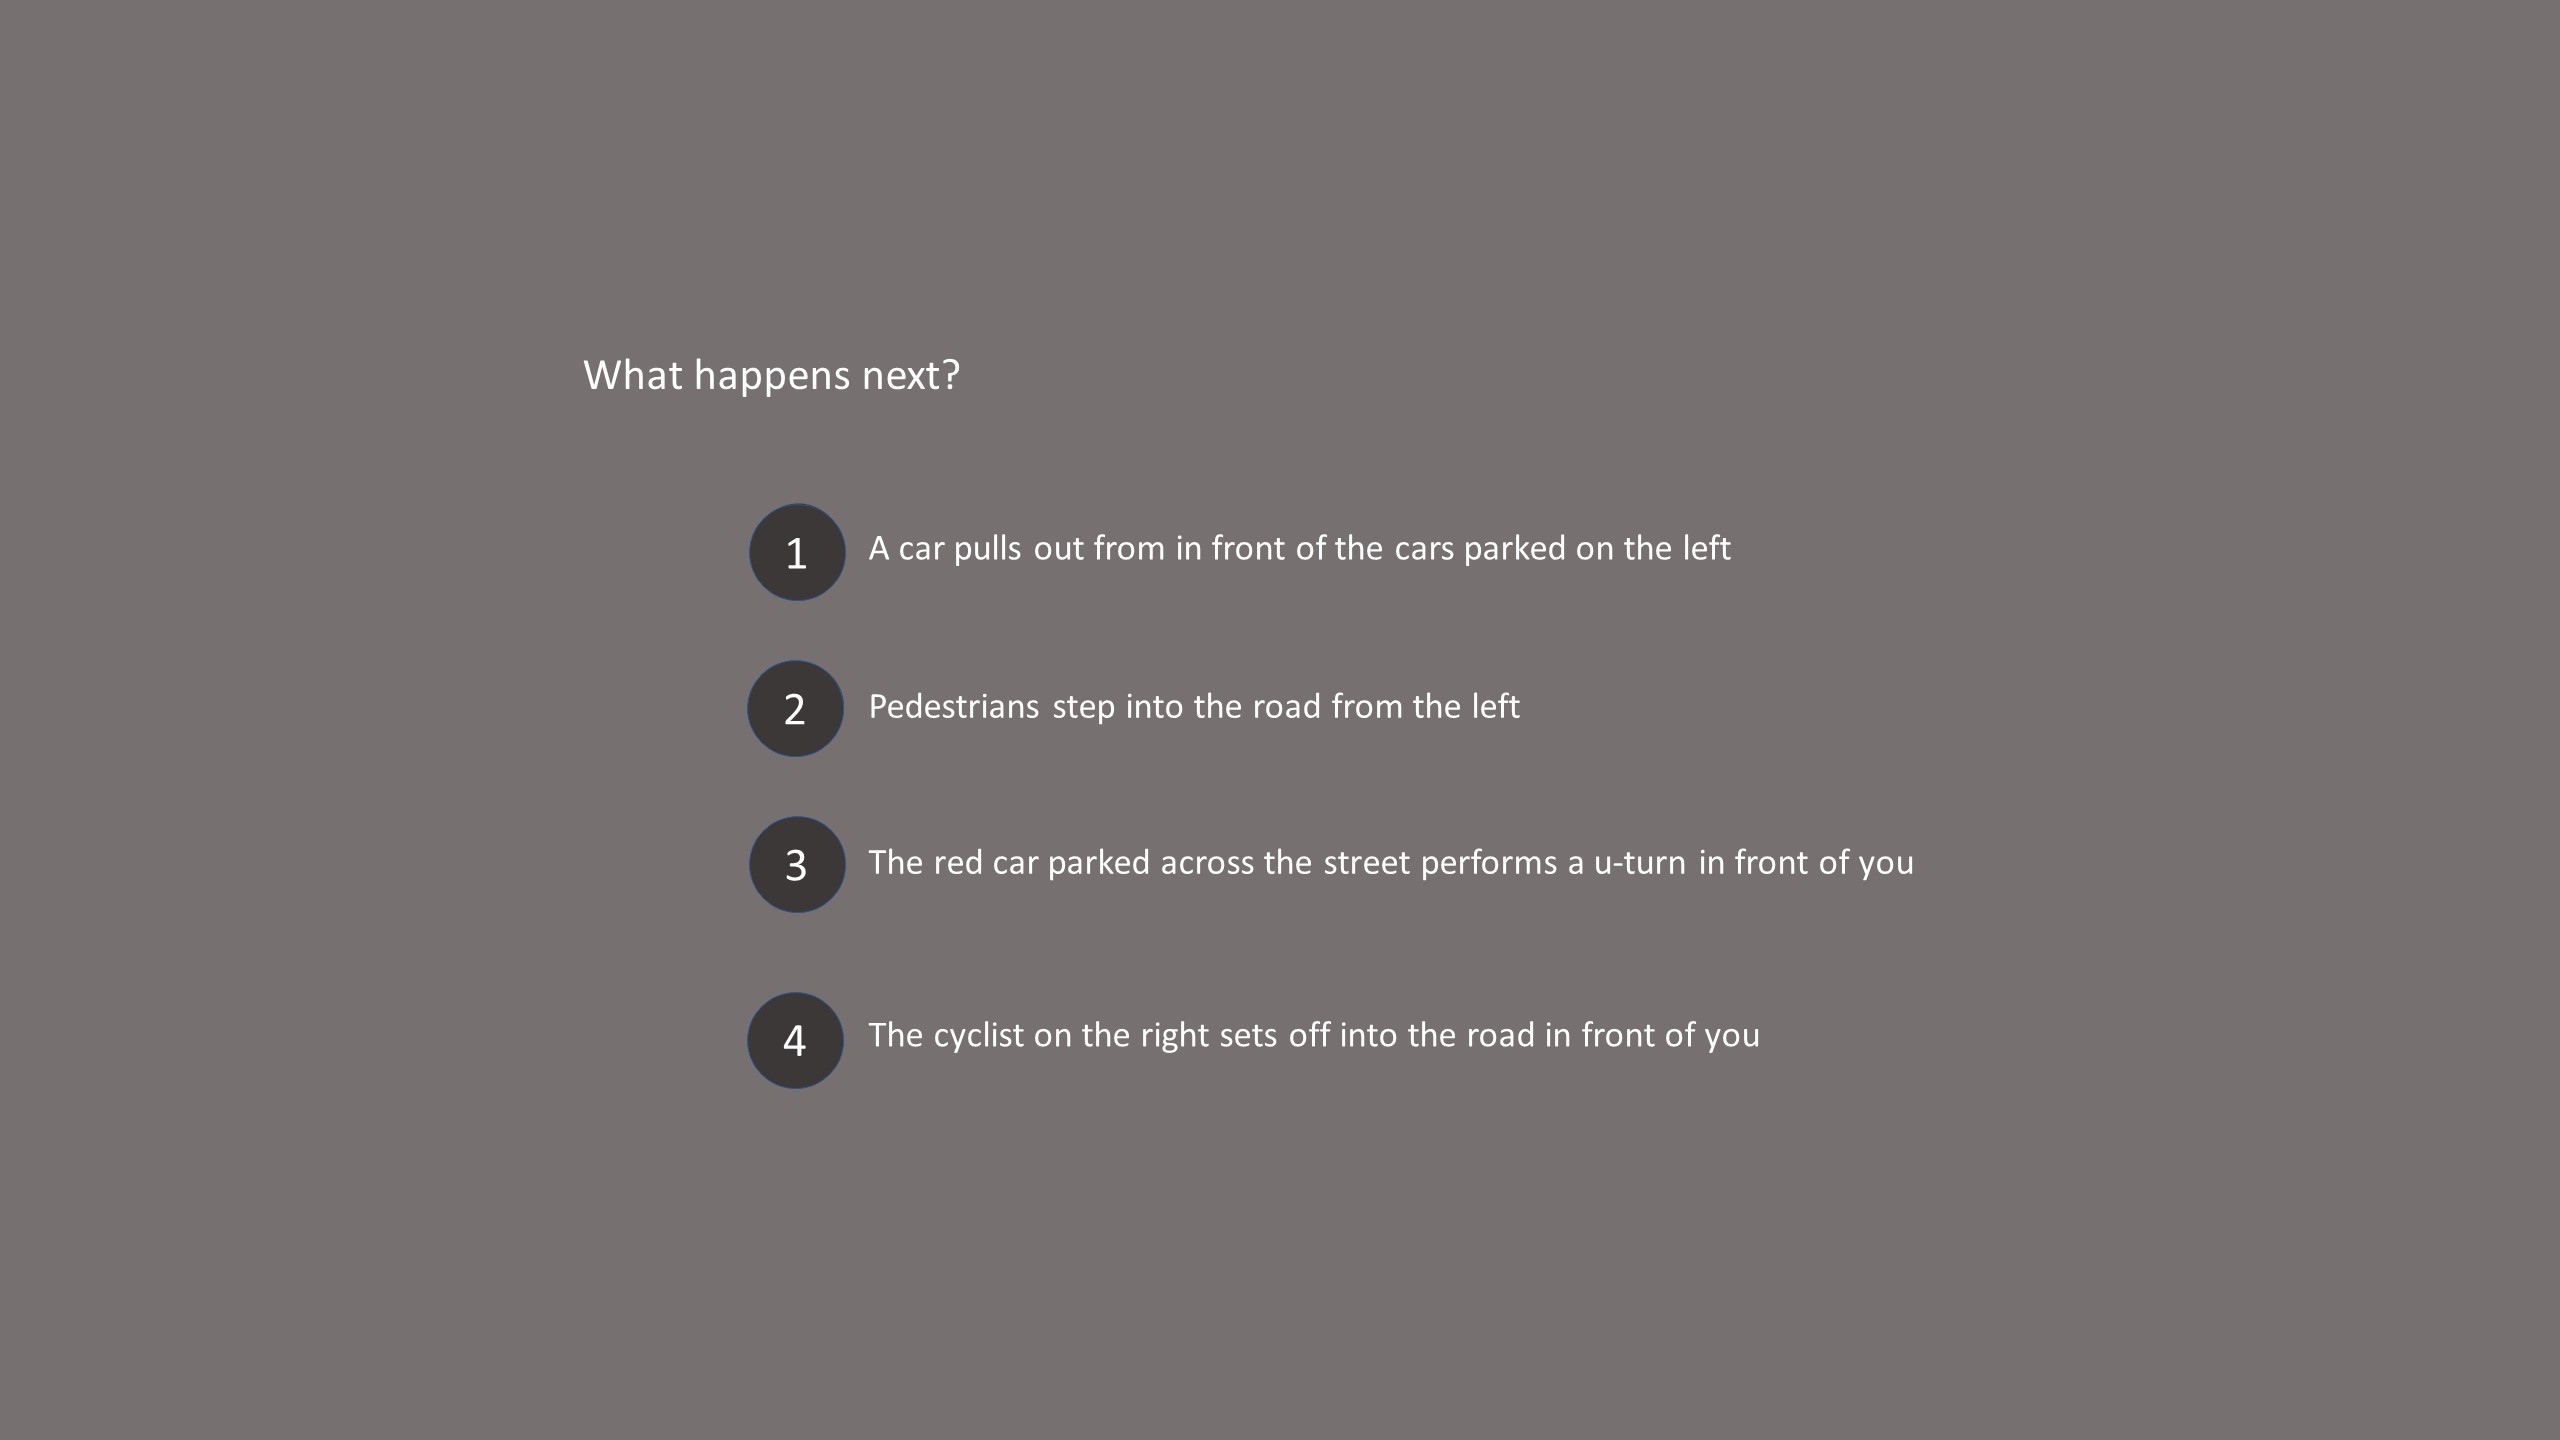 What happens next?
1 A car pulls out from in front of the cars parked on the left
2 Pedestrians step into the road from the left
3 The red car parked across the street performs a u-turn in front of you
4 The cyclist on the right sets off into the road in front of you